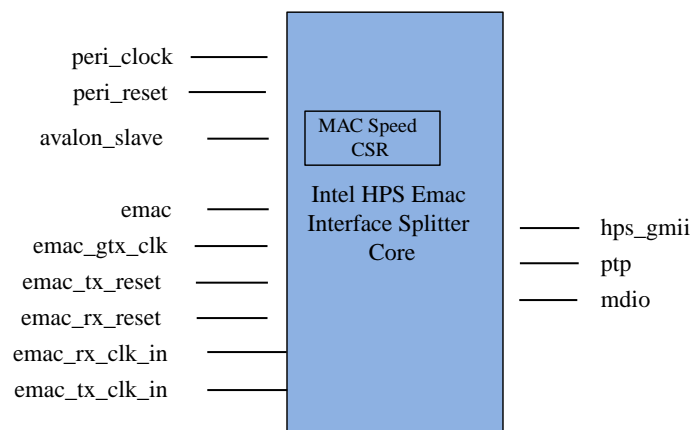 peri_clock
peri_reset
avalon_slave
emac
emac_gtx_clk
emac_tx_reset
emac_rx_reset
emac_rx_clk_in
emac_tx_clk_in
MAC Speed
CSR
Intel HPS Emac
Interface Splitter
Core
hps_gmii
ptp
mdio